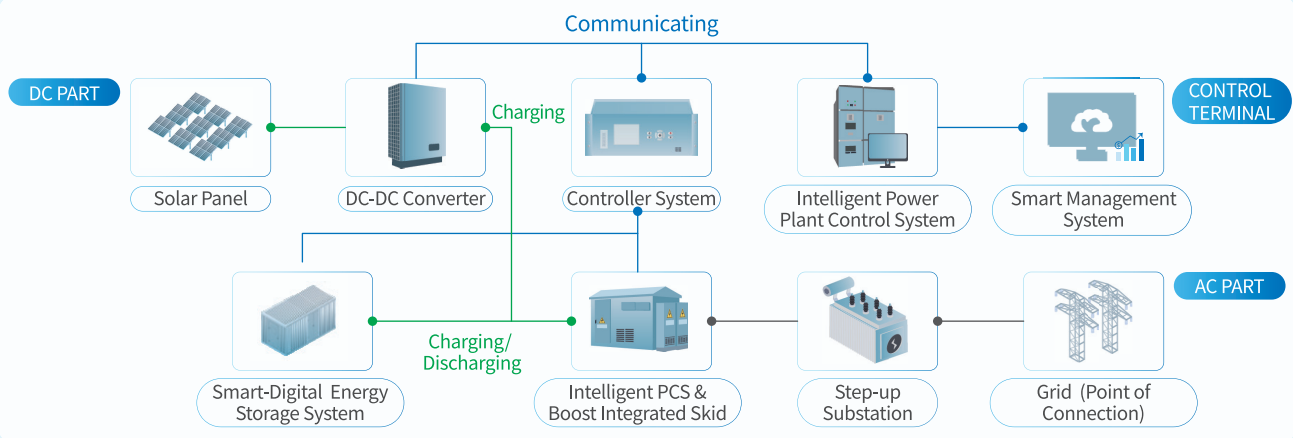 Communicating
DC PART
CONTROL
TERMINAL
Charging
Solar Panel
DC-DC Converter
Controller System
Intelligent Power
Plant Control System
Smart Management
System
AC PART
Charging/
Discharging
Smart-Digital Energy
Storage System
Intelligent PCS &
Boost Integrated Skid
Step-up
Substation
Grid (Point of
Connection)